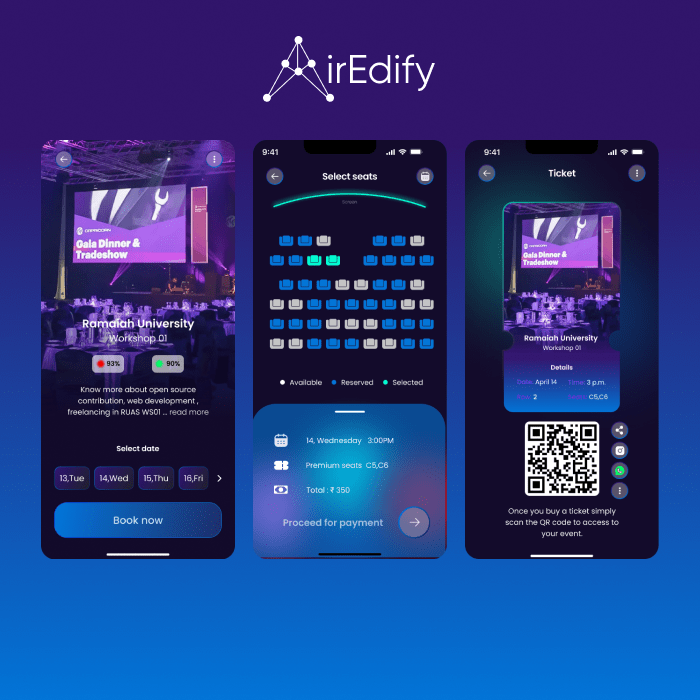 AirEdify
CAPRICORN
Gala Dinner &
Tradeshow
Ramaiah University
Workshop 01
93%
90%
Know more about open source
contribution, web development ,
freelancing in RUAS WS01 ... read more
Select date
13,Tue
14,Wed
15,Thu
16,Fri
Book now
9:41
Select seats
Screen
Available
Reserved
Selected
14, Wednesday 3:00PM
Premium seats C5,C6
Total : ₹ 350
Proceed for payment
9:41
Ticket
CAPRICORN
Gala Dinner &
Tradeshow
Ramaiah University
Workshop 01
Details
Date: April 14 Time: 3 p.m.
2 C5,C6
Once you buy a ticket simply
scan the QR code to access to
your event.